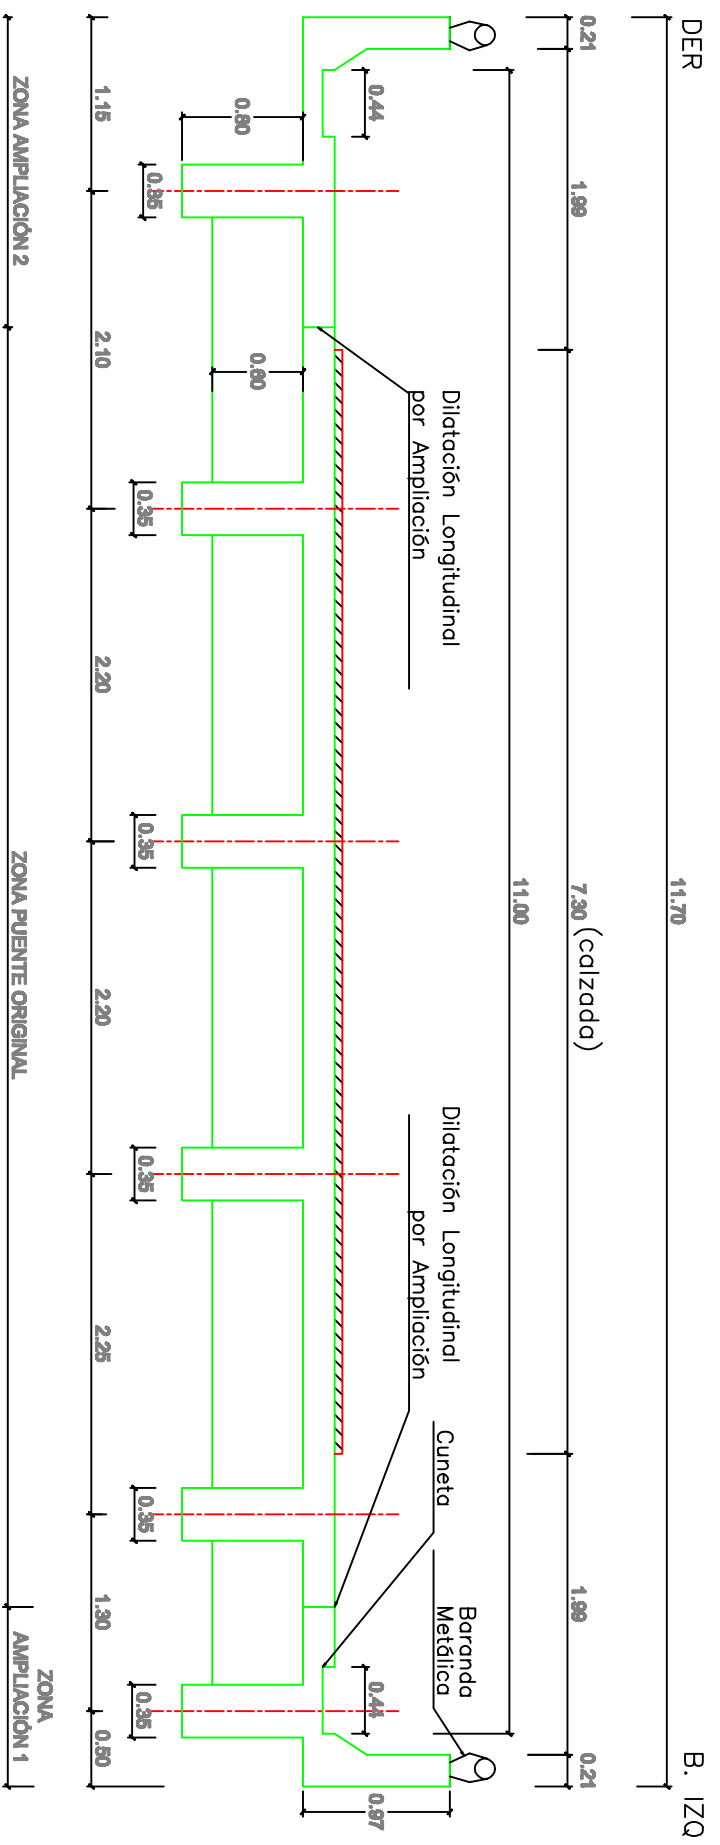 DER
B. IZQ
11.70
0.21
1.99
7.30 (calzada)
1.99
0.21
11.00
Dilatación Longitudinal
por Ampliación
Dilatación Longitudinal
por Ampliación
Cuneta
Baranda
Metálica
0.44
0.44
0.97
0.80
0.60
0.35
0.35
0.35
0.35
0.35
0.35
1.15
2.10
2.20
2.20
2.25
1.30
0.50
ZONA AMPLIACIÓN 2
ZONA PUENTE ORIGINAL
ZONA
AMPLIACIÓN 1